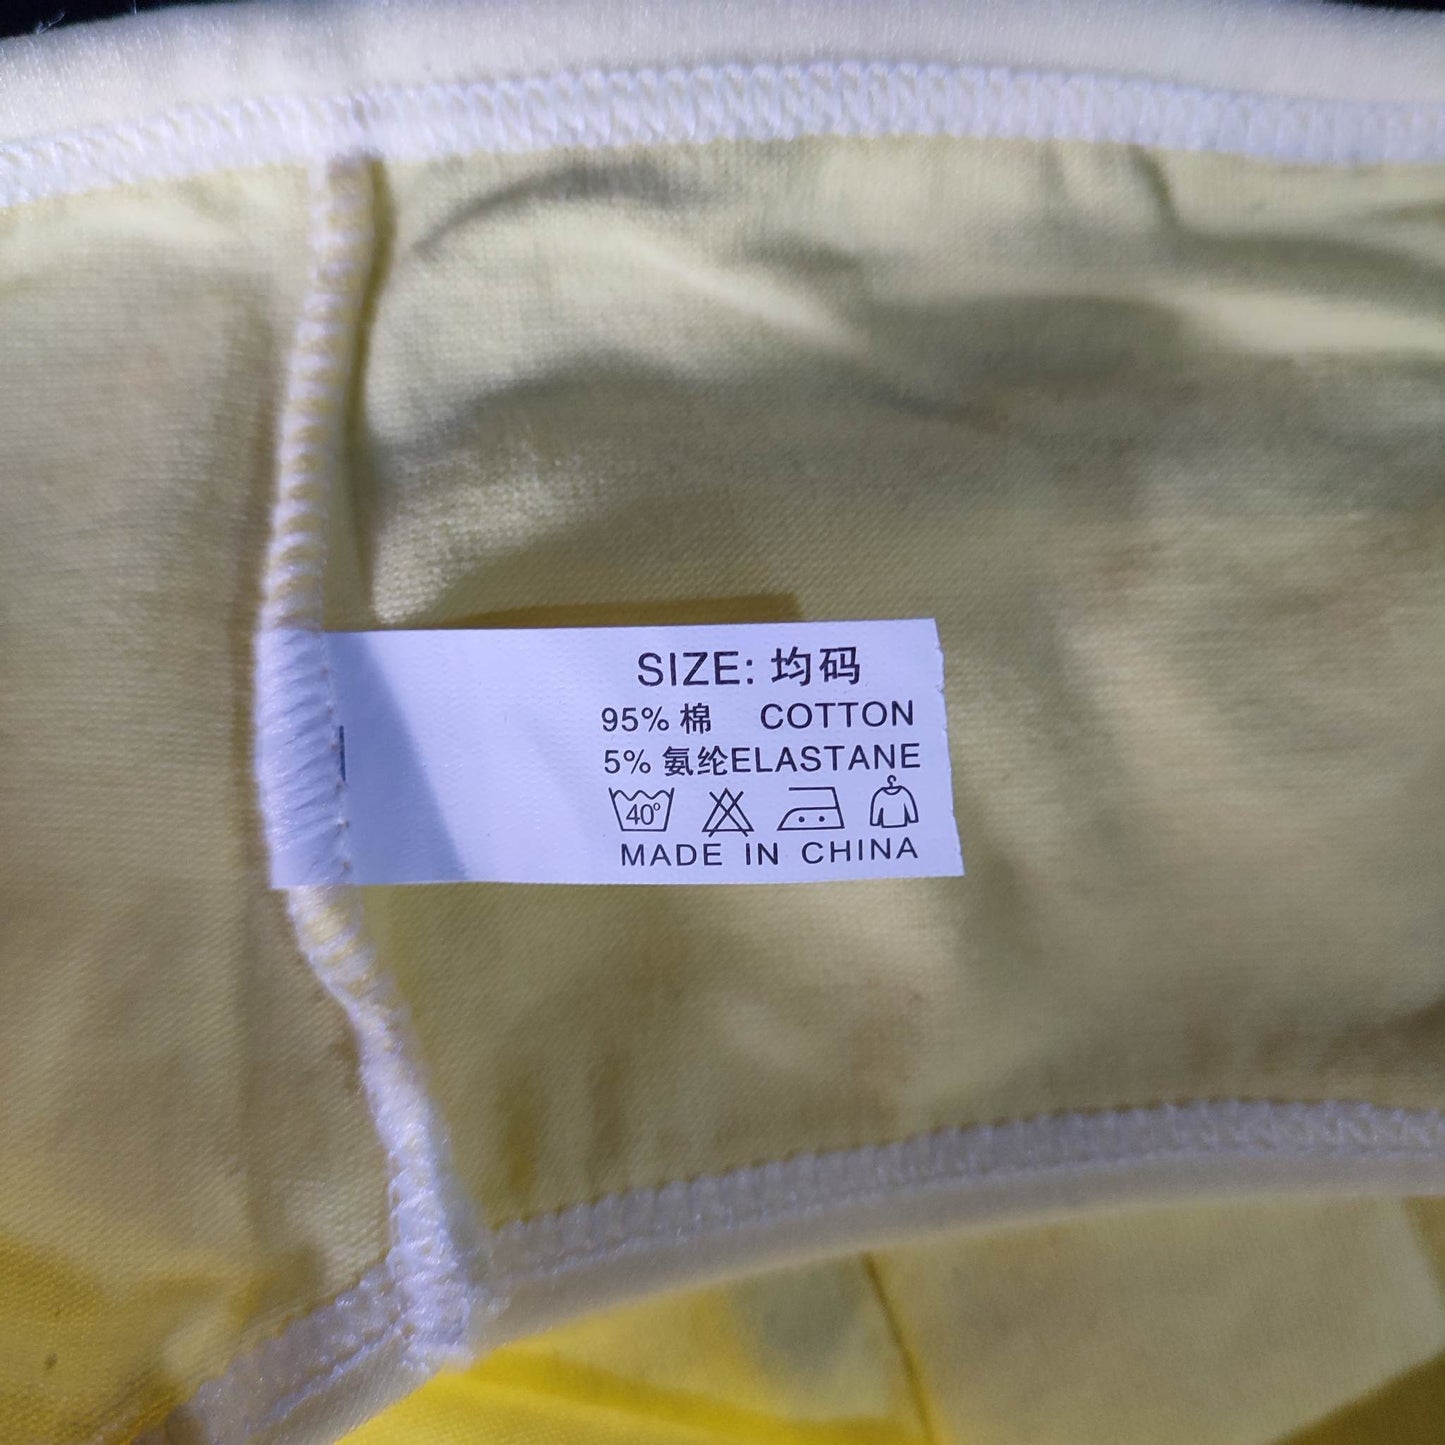 SIZE: 均码
95% 棉 COTTON
5% 氨纶ELASTANE
40°
MADE IN CHINA